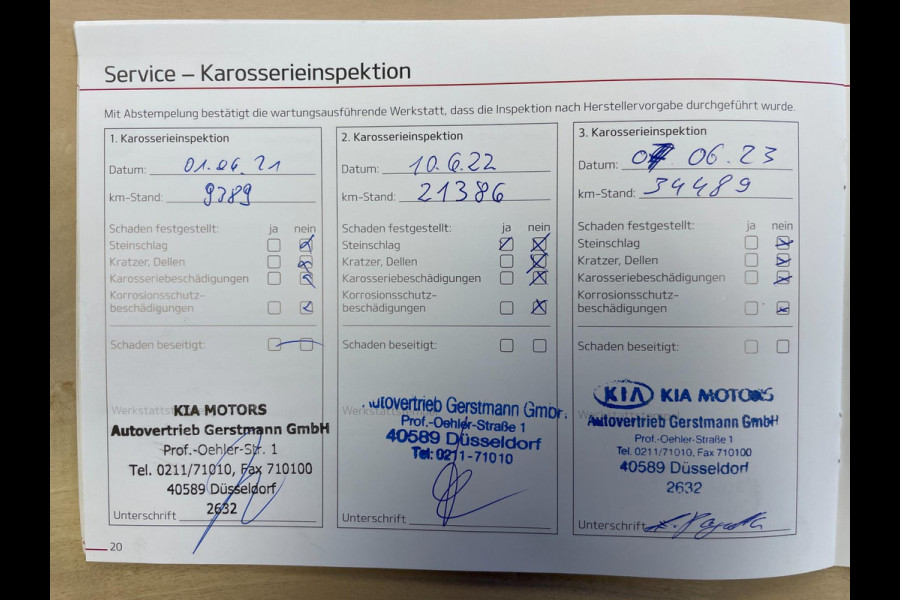 Service – Karosserieinspektion
Mit Abstempelung bestätigt die wartungsausführende Werkstatt, dass die Inspektion nach Herstellervorgabe durchgeführt wurde.
1. Karosserieinspektion
Datum: 01.06.21
km-Stand: 9389
Schaden festgestellt: ja nein
Steinschlag
Kratzer, Dellen
Karosseriebeschädigungen
Korrosionsschutz-
beschädigungen
Schaden beseitigt:
KIA MOTORS
Autovertrieb Gerstmann GmbH
Prof.-Oehler-Str. 1
Tel. 0211/71010, Fax 710100
40589 Düsseldorf
2632
Unterschrift
2. Karosserieinspektion
Datum: 10.6.22
km-Stand: 21386
Schaden festgestellt: ja nein
Steinschlag
Kratzer, Dellen
Karosseriebeschädigungen
Korrosionsschutz-
beschädigungen
Schaden beseitigt:
utovertrieb Gerstmann Gmbh
Prof.-Oehler-Straße 1
40589 Düsseldorf
Tel: 0211-71010
Unterschrift
3. Karosserieinspektion
Datum: 06.23
km-Stand: 34489
Schaden festgestellt: ja nein
Steinschlag
Kratzer, Dellen
Karosseriebeschädigungen
Korrosionsschutz-
beschädigungen
Schaden beseitigt:
KIA KIA MOTORS
Autovertrieb Gerstmann GmbH
Prof.-Oehler-Straße 1
Tel. 0211/71010, Fax 710100
40589 Düsseldorf
2632
Unterschrift
20